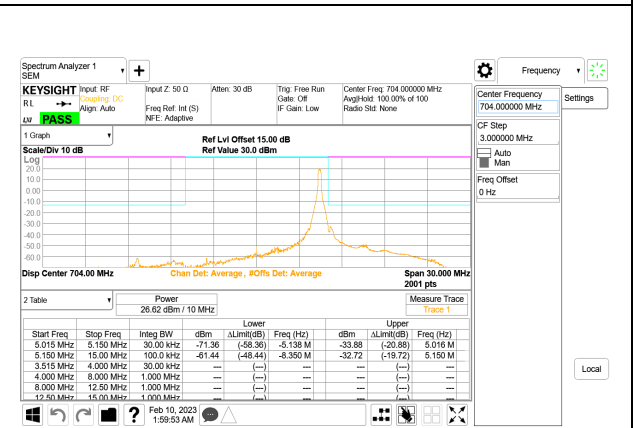 Spectrum Analyzer 1
SEM
Frequency
KEYSIGHT Input: RF Input Z: 50 Ω Atten: 30 dB Trig: Free Run Center Freq: 704.000000 MHz
Coupling: DC Gate: Off Avg|Hold: 100.00% of 100
RL Align: Auto Freq Ref: Int (S) IF Gain: Low Radio Std: None
LXI PASS NFE: Adaptive
Center Frequency
704.000000 MHz
Settings
CF Step
3.000000 MHz
Auto
Man
Freq Offset
0 Hz
1 Graph
Ref Lvl Offset 15.00 dB
Scale/Div 10 dB Ref Value 30.0 dBm
Log
20.0
10.0
0.00
-10.0
-20.0
-30.0
-40.0
-50.0
-60.0
Disp Center 704.00 MHz Chan Det: Average , #Offs Det: Average Span 30.000 MHz
2001 pts
2 Table Power Measure Trace
26.62 dBm / 10 MHz Trace 1
Lower Upper
Start Freq Stop Freq Integ BW dBm ΔLimit(dB) Freq (Hz) dBm ΔLimit(dB) Freq (Hz)
5.015 MHz 5.150 MHz 30.00 kHz -71.36 (-58.36) -5.138 M -33.88 (-20.88) 5.016 M
5.150 MHz 15.00 MHz 100.0 kHz -61.44 (-48.44) -8.350 M -32.72 (-19.72) 5.150 M
3.515 MHz 4.000 MHz 30.00 kHz --- (---) --- --- (---) ---
4.000 MHz 8.000 MHz 1.000 MHz --- (---) --- --- (---) ---
8.000 MHz 12.50 MHz 1.000 MHz --- (---) --- --- (---) ---
12.50 MHz 15.00 MHz 1.000 MHz --- (---) --- --- (---) ---
Local
Feb 10, 2023
1:59:53 AM